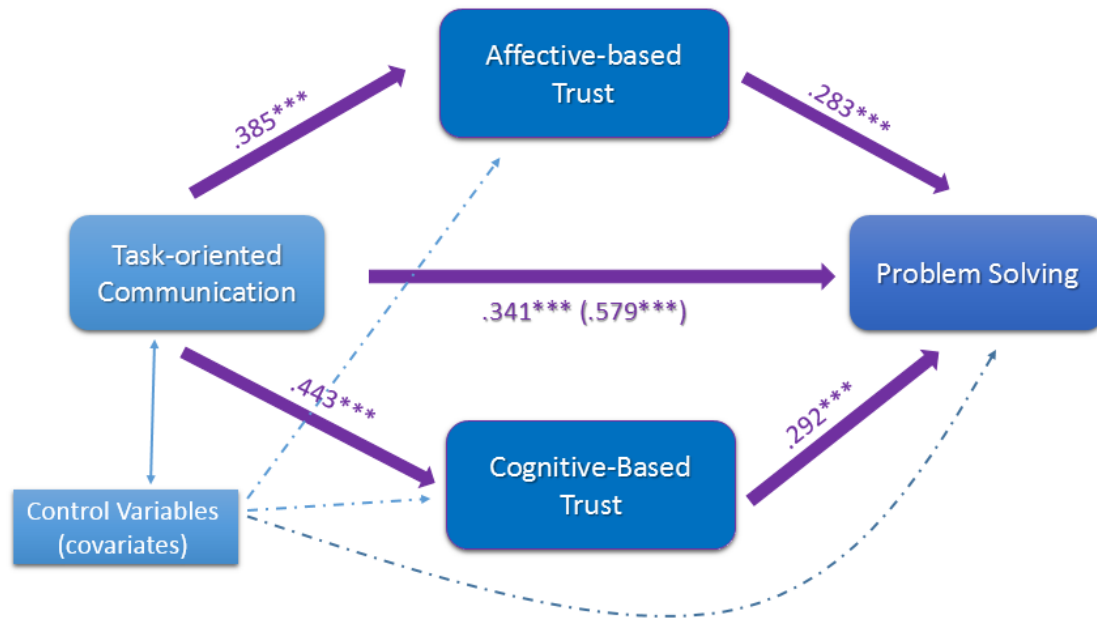 Affective-based
Trust
.385***
.283***
Task-oriented
Communication
Problem Solving
.341*** (.579***)
.443***
.292***
Cognitive-Based
Trust
Control Variables
(covariates)